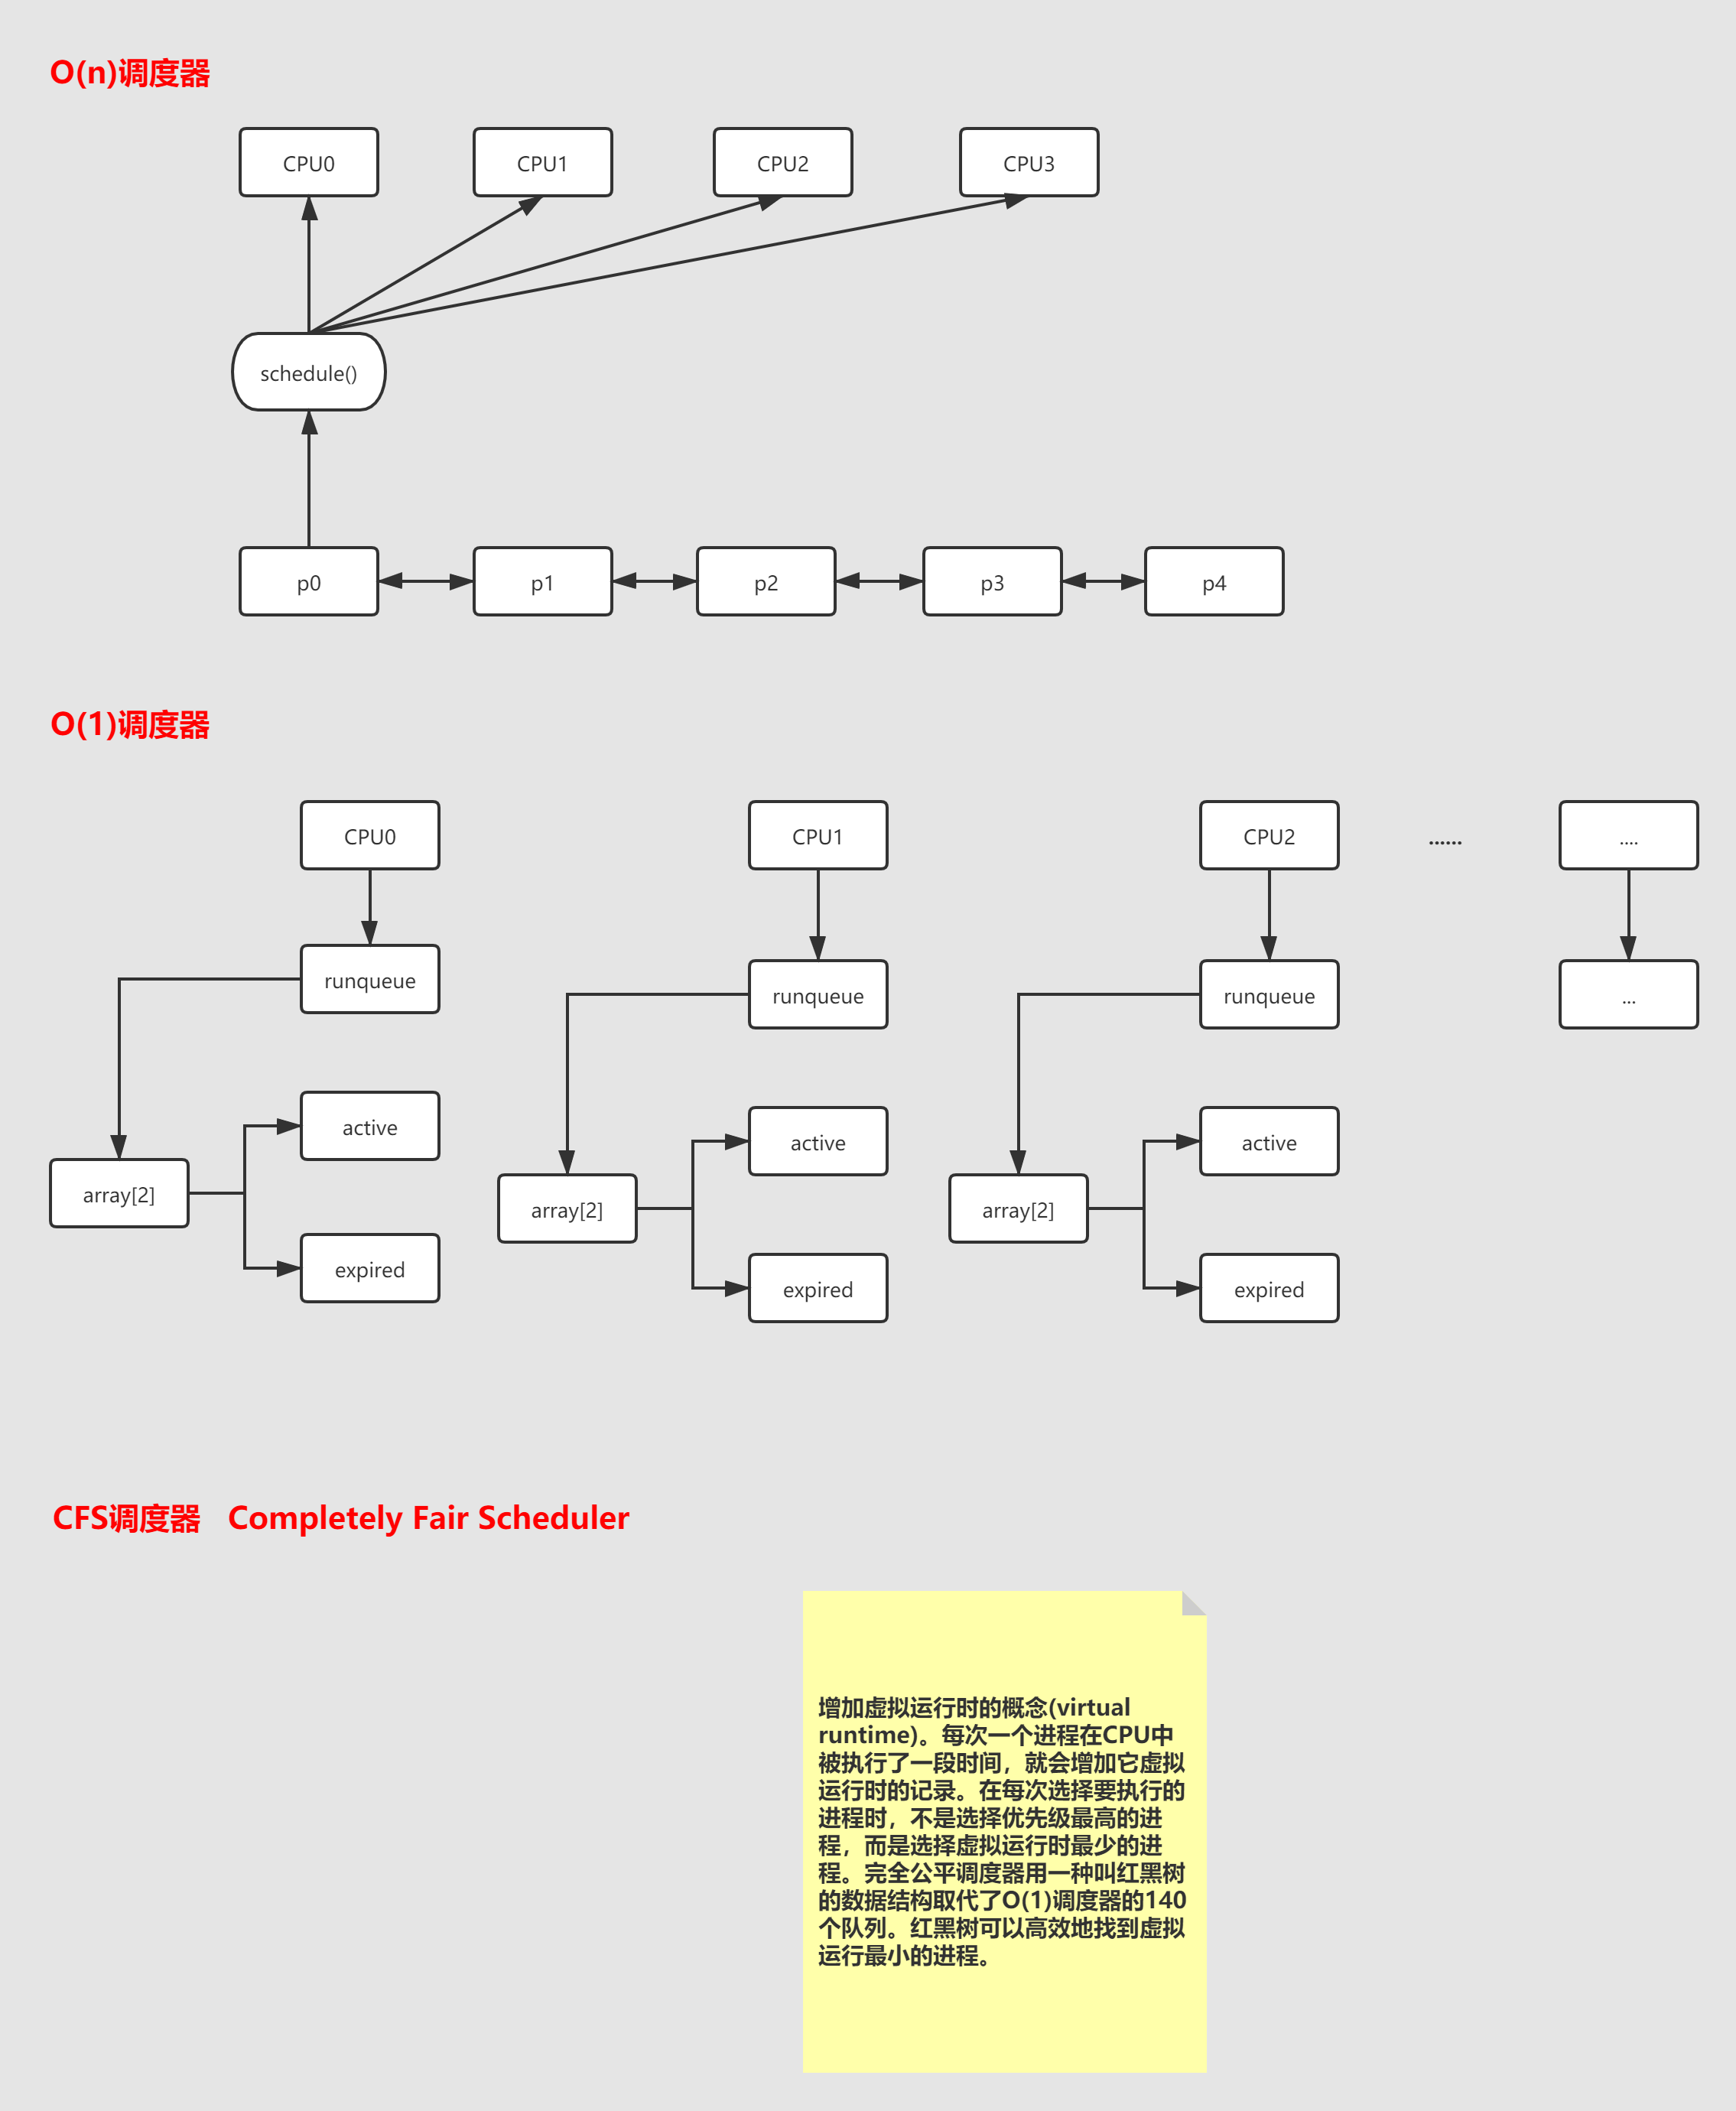 O(n)调度器
CPU0
CPU1
CPU2
CPU3
schedule()
p0
p1
p2
p3
p4
O(1)调度器
CPU0
CPU1
CPU2
......
....
runqueue
runqueue
runqueue
...
active
active
active
array[2]
array[2]
array[2]
expired
expired
expired
CFS调度器 Completely Fair Scheduler
增加虚拟运行时的概念(virtual
runtime)。每次一个进程在CPU中
被执行了一段时间，就会增加它虚拟
运行时的记录。在每次选择要执行的
进程时，不是选择优先级最高的进
程，而是选择虚拟运行时最少的进
程。完全公平调度器用一种叫红黑树
的数据结构取代了O(1)调度器的140
个队列。红黑树可以高效地找到虚拟
运行最小的进程。